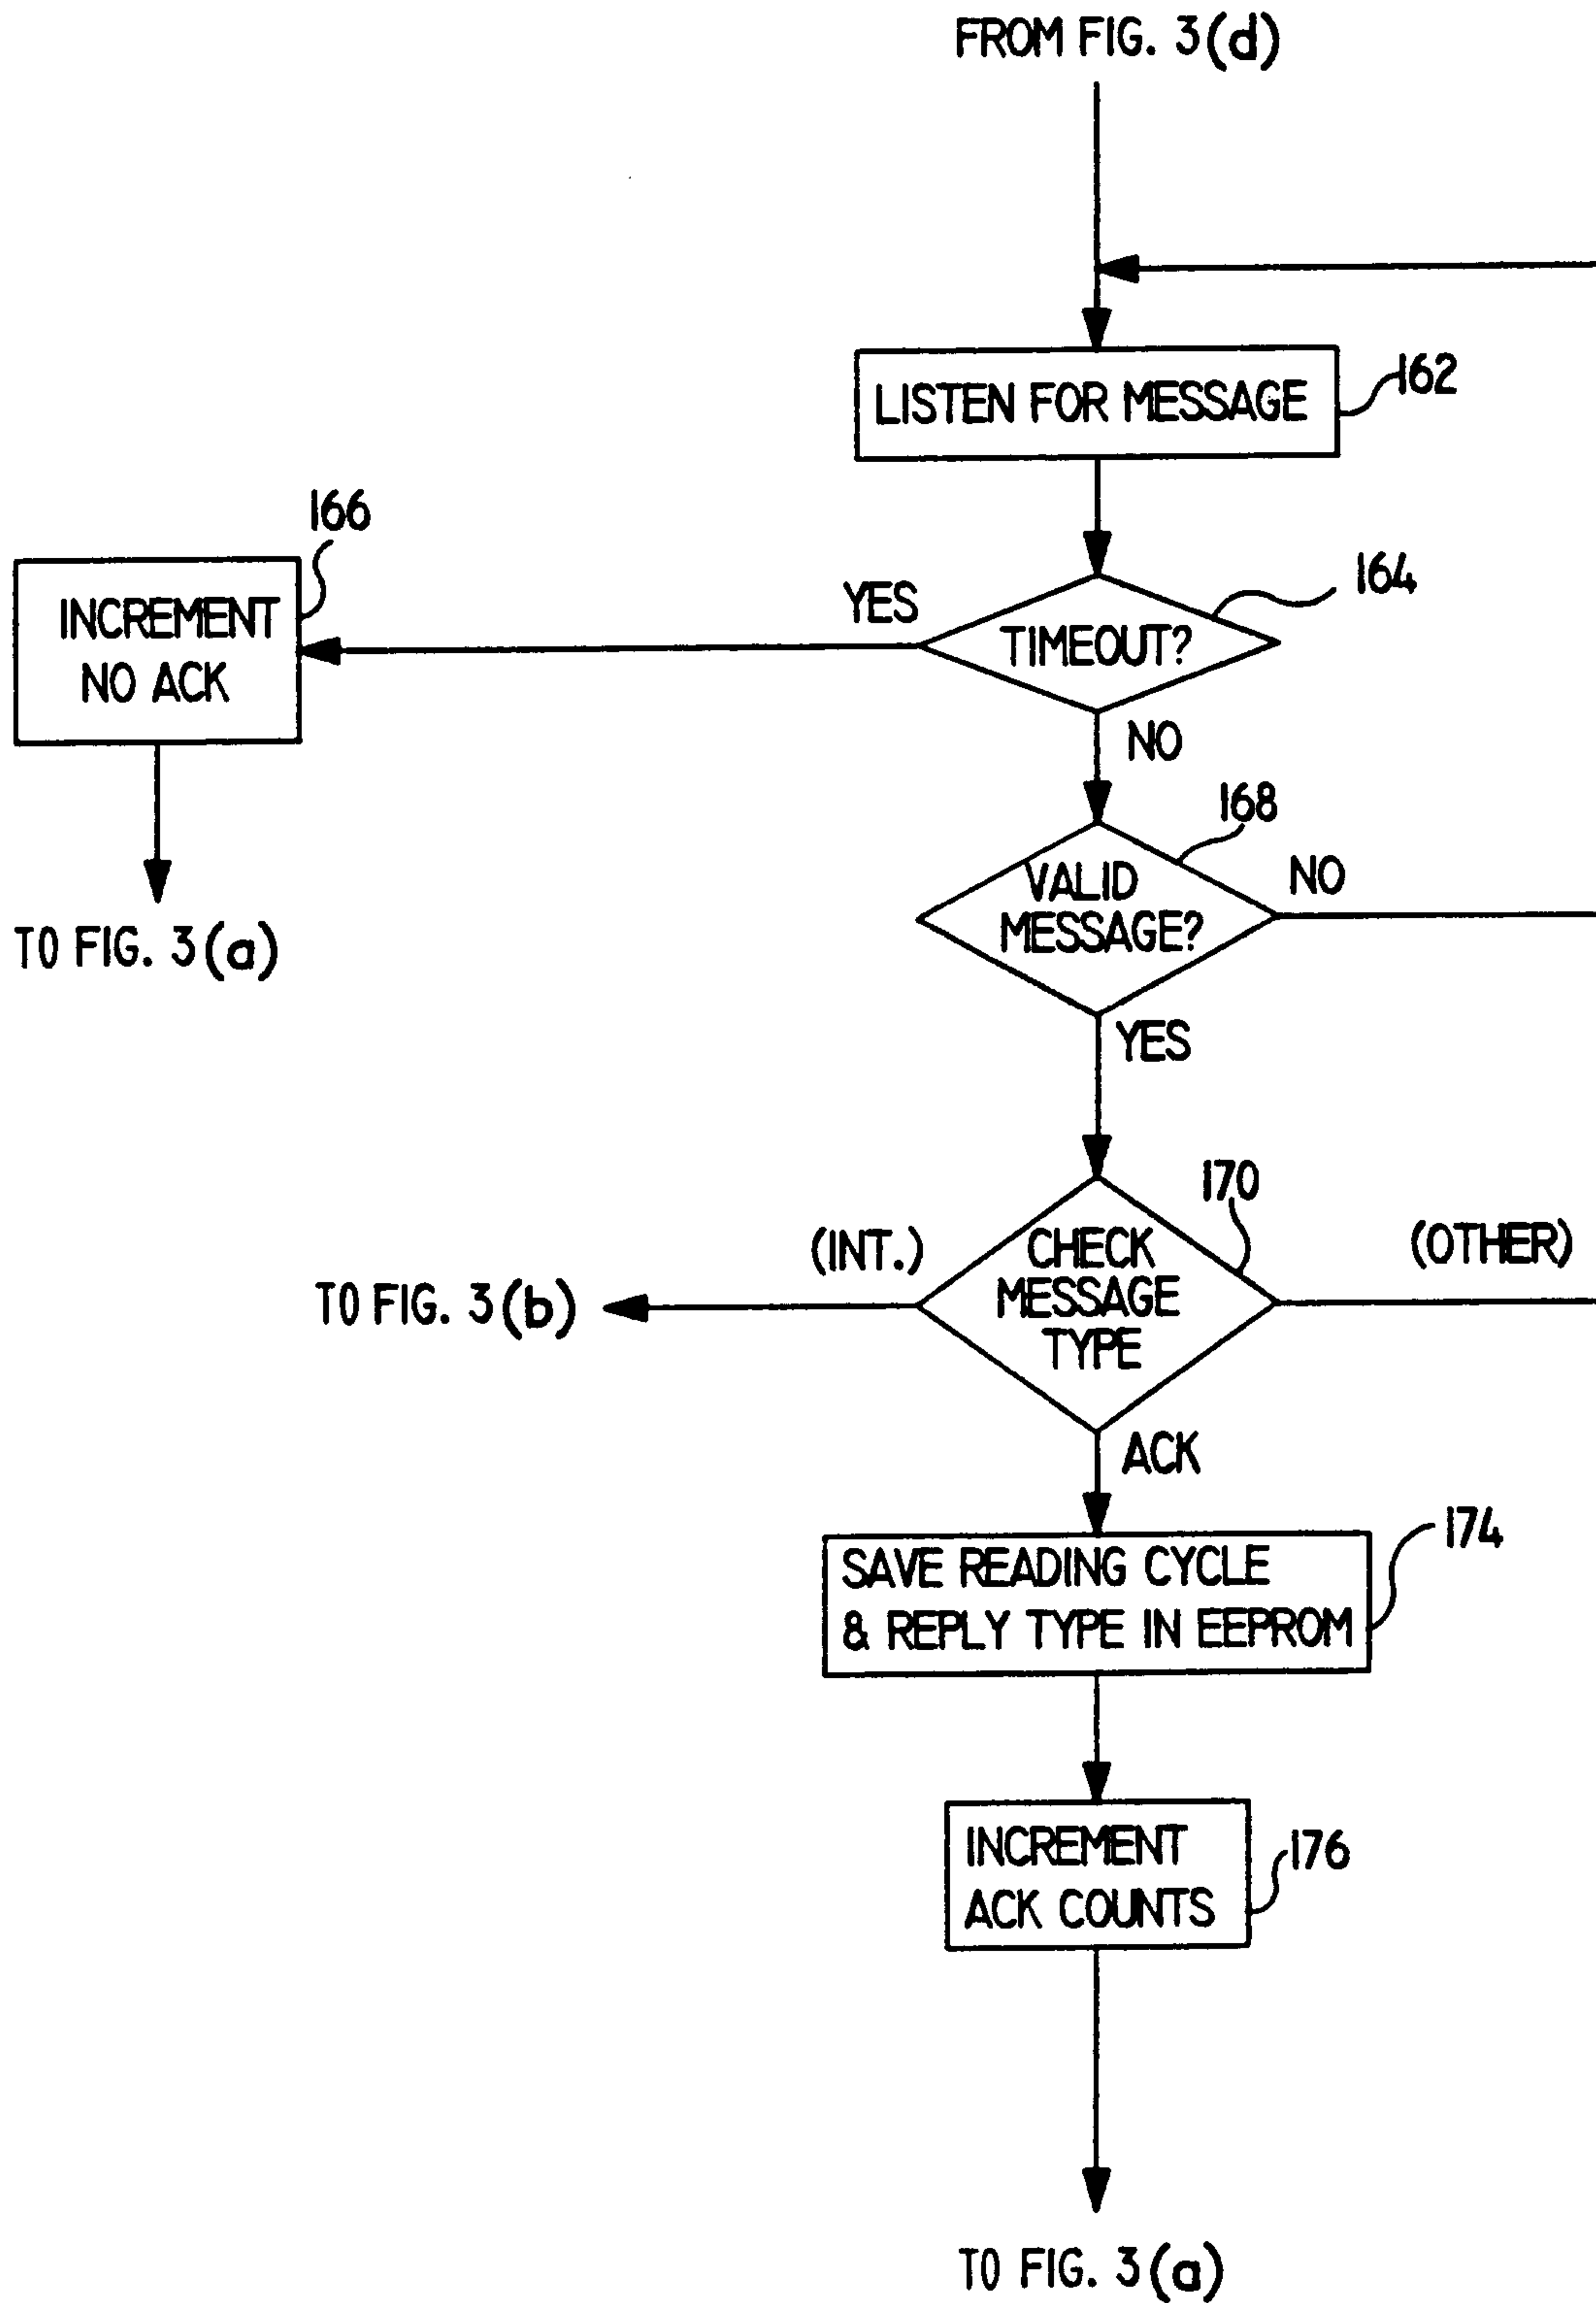 FROM FIG. 3(d)
LISTEN FOR MESSAGE
162
166
INCREMENT
NO ACK
YES
TIMEOUT?
164
NO
TO FIG. 3(a)
168
VALID
MESSAGE?
NO
YES
170
(INT.)
CHECK
MESSAGE
TYPE
(OTHER)
TO FIG. 3(b)
ACK
174
SAVE READING CYCLE
& REPLY TYPE IN EEPROM
INCREMENT
ACK COUNTS
176
TO FIG. 3(a)